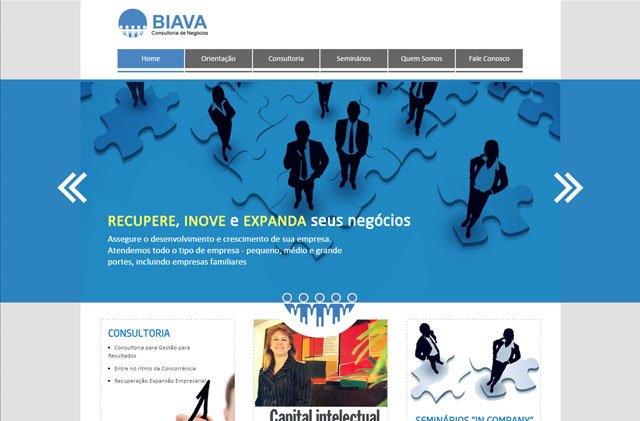 BIAVA
Consultoria de Negócios
Home
Orientação
Consultoria
Seminários
Quem Somos
Fale Conosco
RECUPERE, INOVE e EXPANDA seus negócios
Assegure o desenvolvimento e crescimento de sua empresa.
Atendemos todo o tipo de empresa - pequeno, médio e grande
portes, incluindo empresas familiares
CONSULTORIA
Consultoria para Gestão para
Resultados
Entre no ritmo da Concorrência
Recuperação Expansão Empresarial
Capital intelectual
SEMINÁRIOS "IN COMPANY"